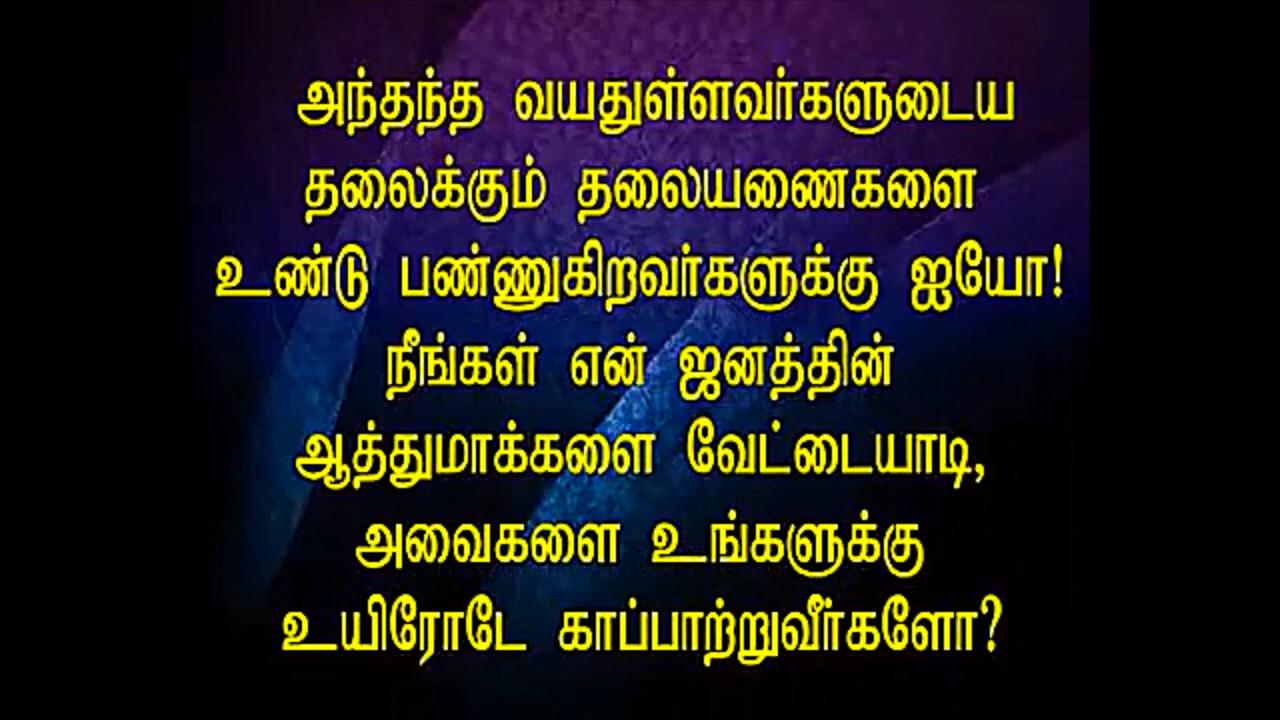 அந்தந்த வயதுள்ளவர்களுடைய
தலைக்கும் தலையணைகளை
உண்டு பண்ணுகிறவர்களுக்கு ஐயோ!
நீங்கள் என் ஜனத்தின்
ஆத்துமாக்களை வேட்டையாடி,
அவைகளை உங்களுக்கு
உயிரோடே காப்பாற்றுவீர்களோ?